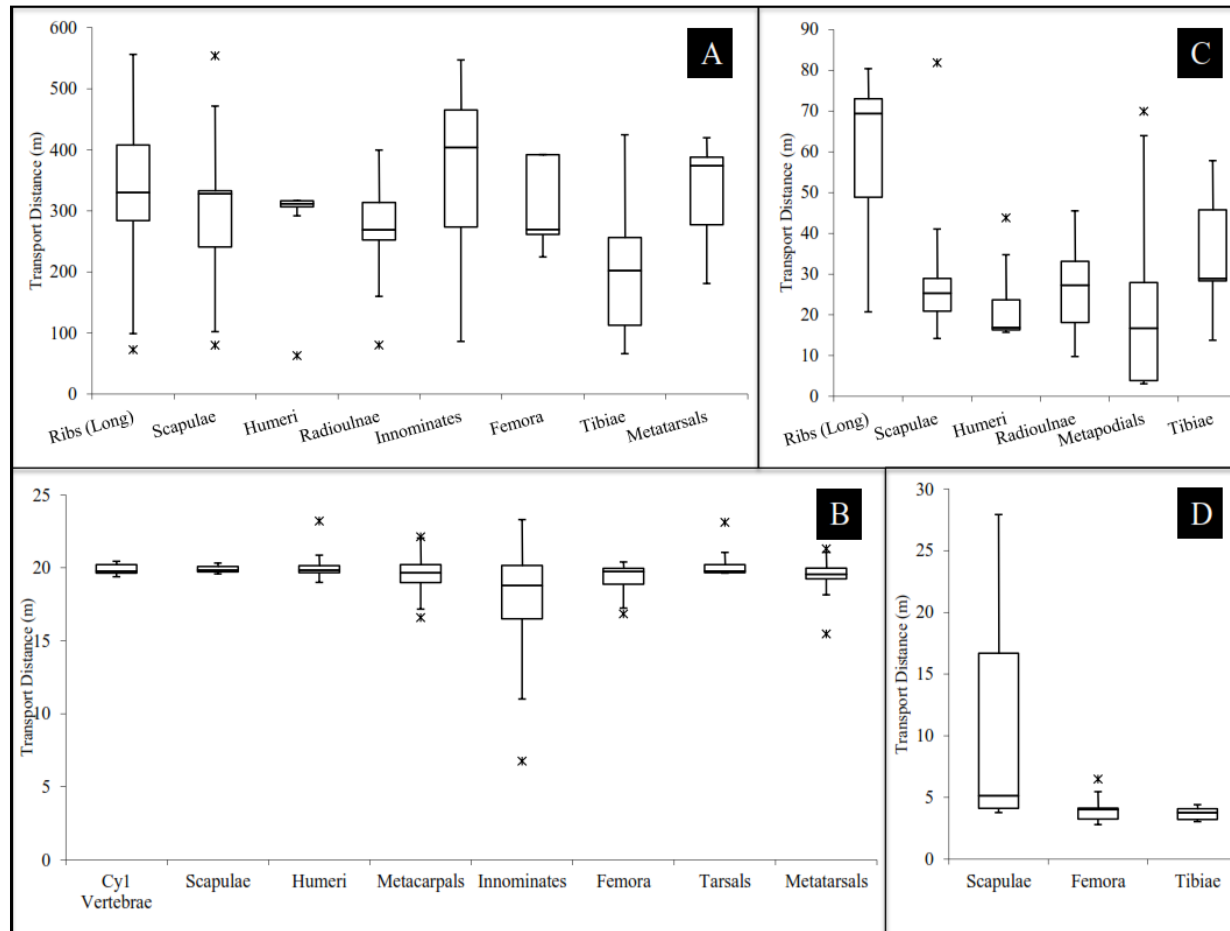 A
Transport Distance (m)
600
500
400
300
200
100
0
Ribs (Long) Scapulae Humeri Radioulnae Innominates Femora Tibiae Metatarsals
C
Transport Distance (m)
90
80
70
60
50
40
30
20
10
0
Ribs (Long) Scapulae Humeri Radioulnae Metapodials Tibiae
B
Transport Distance (m)
25
20
15
10
5
0
Cy1 Scapulae Humeri Metacarpals Innominates Femora Tarsals Metatarsals
Vertebrae
D
Transport Distance (m)
30
25
20
15
10
5
0
Scapulae Femora Tibiae